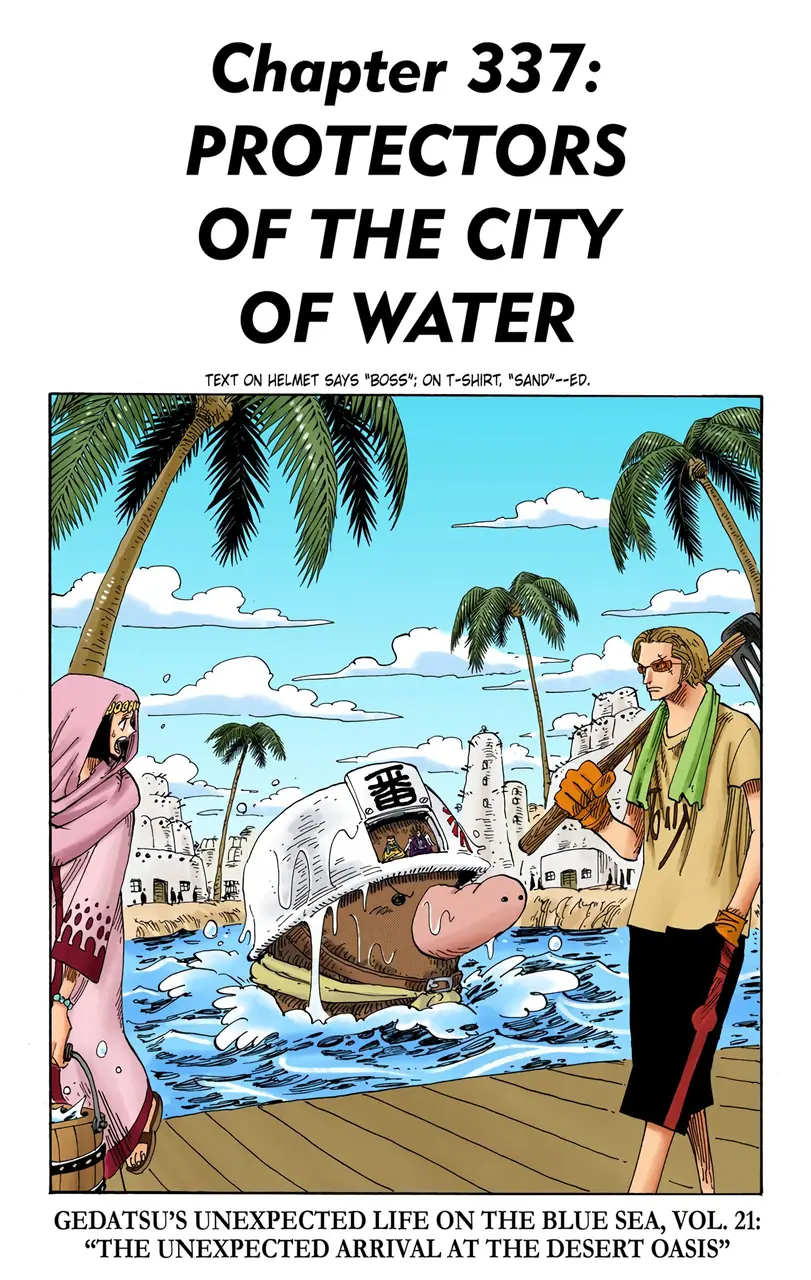 Chapter 337:
PROTECTORS
OF THE CITY
OF WATER
TEXT ON HELMET SAYS "BOSS"; ON T-SHIRT, "SAND"--ED.
番
GEDATSU'S UNEXPECTED LIFE ON THE BLUE SEA, VOL. 21:
"THE UNEXPECTED ARRIVAL AT THE DESERT OASIS"